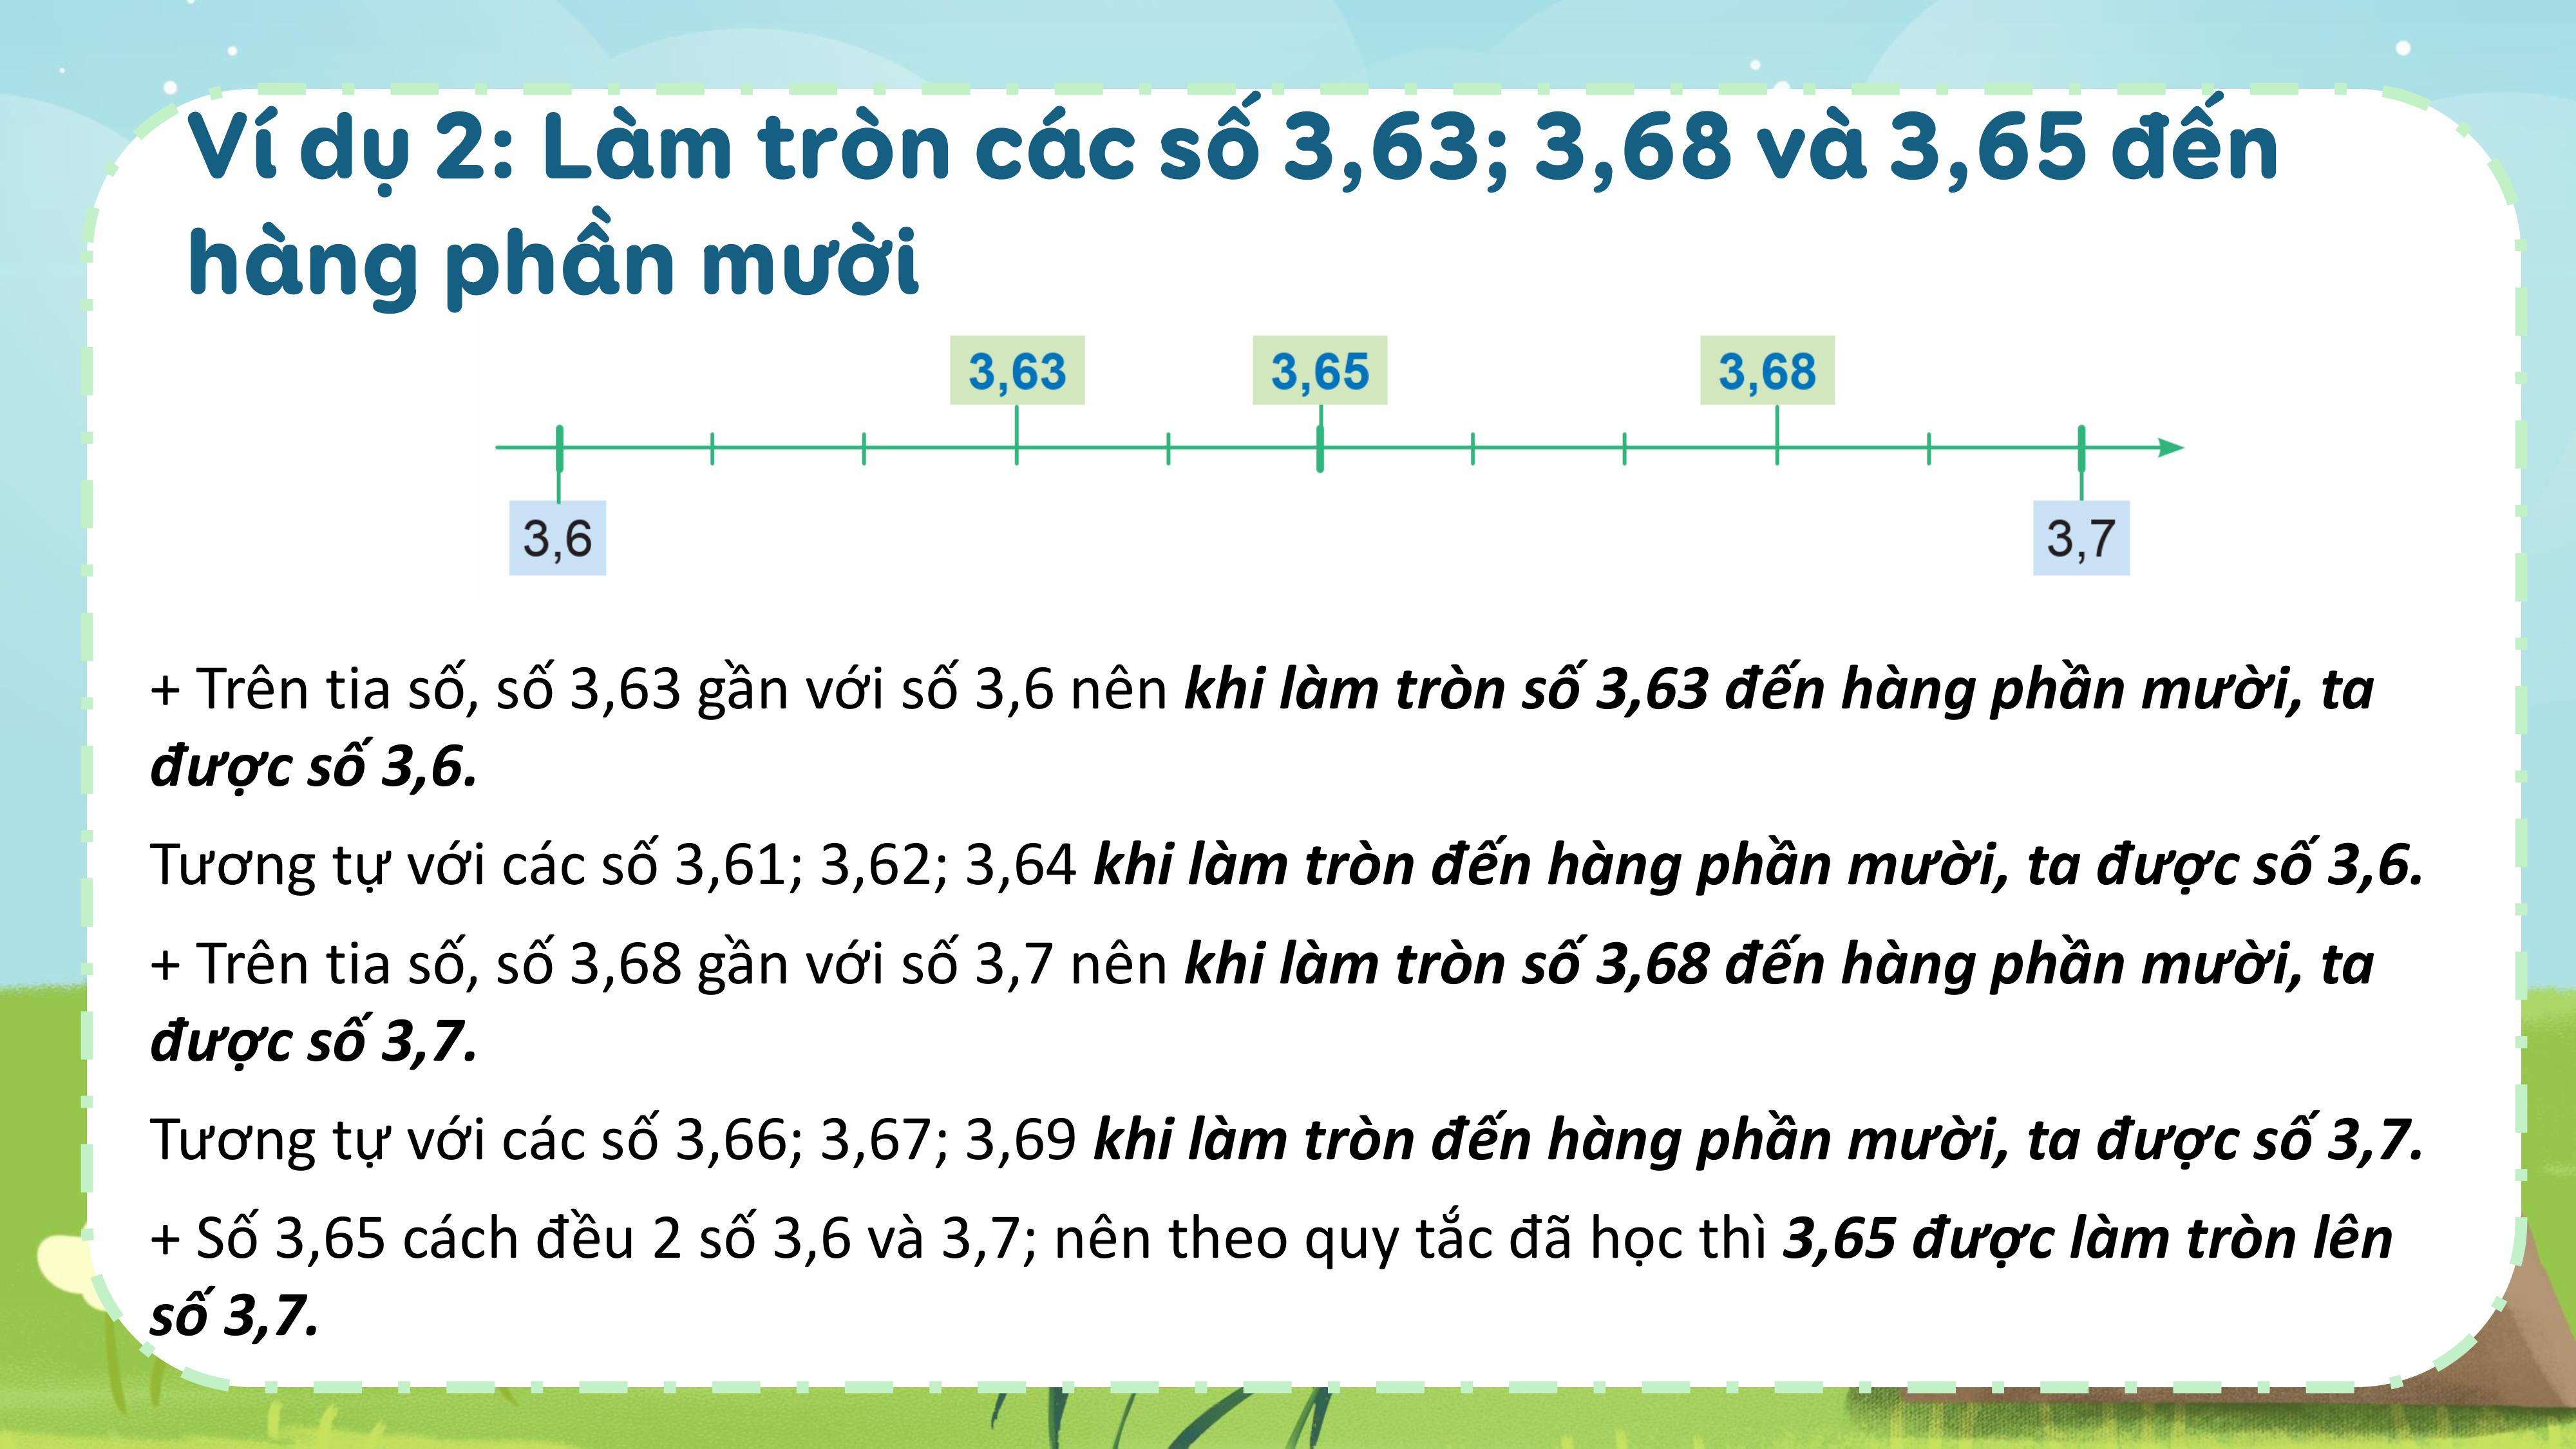 Ví dụ 2: Làm tròn các số 3,63; 3,68 và 3,65 đến
hàng phần mười
3,63 3,65 3,68
3,6 3,7
+ Trên tia số, số 3,63 gần với số 3,6 nên khi làm tròn số 3,63 đến hàng phần mười, ta
được số 3,6.
Tương tự với các số 3,61; 3,62; 3,64 khi làm tròn đến hàng phần mười, ta được số 3,6.
+ Trên tia số, số 3,68 gần với số 3,7 nên khi làm tròn số 3,68 đến hàng phần mười, ta
được số 3,7.
Tương tự với các số 3,66; 3,67; 3,69 khi làm tròn đến hàng phần mười, ta được số 3,7.
+ Số 3,65 cách đều 2 số 3,6 và 3,7; nên theo quy tắc đã học thì 3,65 được làm tròn lên
số 3,7.